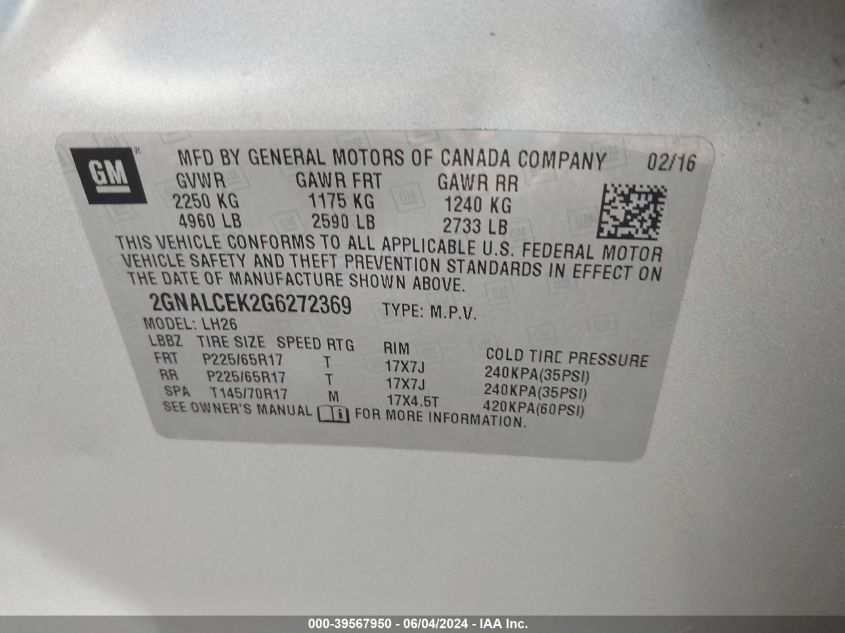 GM MFD BY GENERAL MOTORS OF CANADA COMPANY 02/16
GVWR GAWR FRT GAWR RR
2250 KG 1175 KG 1240 KG
4960 LB 2590 LB 2733 LB
THIS VEHICLE CONFORMS TO ALL APPLICABLE U.S. FEDERAL MOTOR
VEHICLE SAFETY AND THEFT PREVENTION STANDARDS IN EFFECT ON
THE DATE OF MANUFACTURE SHOWN ABOVE.
2GNALCEK2G6272369 TYPE: M.P.V.
MODEL: LH26
LBBZ TIRE SIZE SPEED RTG RIM COLD TIRE PRESSURE
FRT P225/65R17 T 17X7J 240KPA(35PSI)
RR P225/65R17 T 17X7J 240KPA(35PSI)
SPA T145/70R17 M 17X4.5T 420KPA(60PSI)
SEE OWNER'S MANUAL FOR MORE INFORMATION.
000-39567950 - 06/04/2024 - IEA Holdings, Inc.